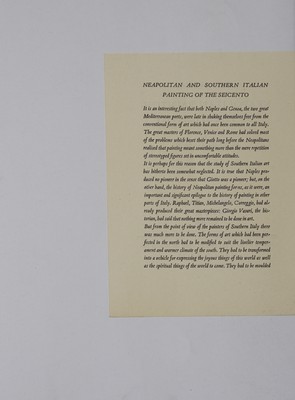 NEAPOLITAN AND SOUTHERN ITALIAN
PAINTING OF THE SEICENTO
It is an interesting fact that both Naples and Genoa, the two great
Mediterranean ports, were late in shaking themselves free from the
conventional form of art which had once been common to all Italy.
The great masters of Florence, Venice and Rome had solved most
of the problems which beset their path long before the Neapolitans
realised that painting meant something more than the mere repetition
of stereotyped figures set in uncomfortable attitudes.
It is perhaps for this reason that the study of Southern Italian art
has hitherto been somewhat neglected. It is true that Naples pro-
duced no pioneer in the sense that Giotto was a pioneer; but, on the
other hand, the history of Neapolitan painting forms, as it were, an
important and significant epilogue to the history of painting in other
parts of Italy. Raphael, Titian, Michelangelo, Correggio, had al-
ready produced their great masterpieces: Giorgio Vasari, the his-
torian, had said that nothing more remained to be done in art.
But from the point of view of the painters of Southern Italy there
was much more to be done. The forms of art which had been per-
fected in the north had to be modified to suit the livelier temper-
ament and warmer climate of the south. They had to be transformed
into a vehicle for expressing the joyous things of this world as well
as the spiritual things of the world to come. They had to be moulded